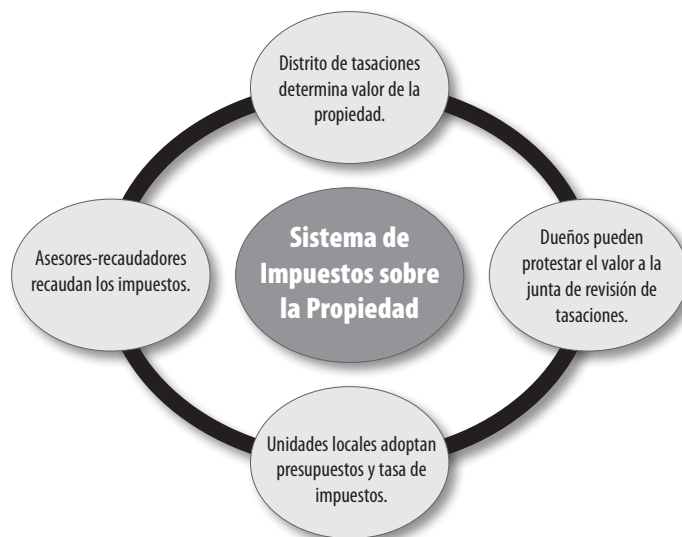 Distrito de tasaciones
determina valor de la
propiedad.
Asesores-recaudadores
recaudan los impuestos.
Sistema de
Impuestos sobre
la Propiedad
Dueños pueden
protestar el valor a la
junta de revisión de
tasaciones.
Unidades locales adoptan
presupuestos y tasa de
impuestos.